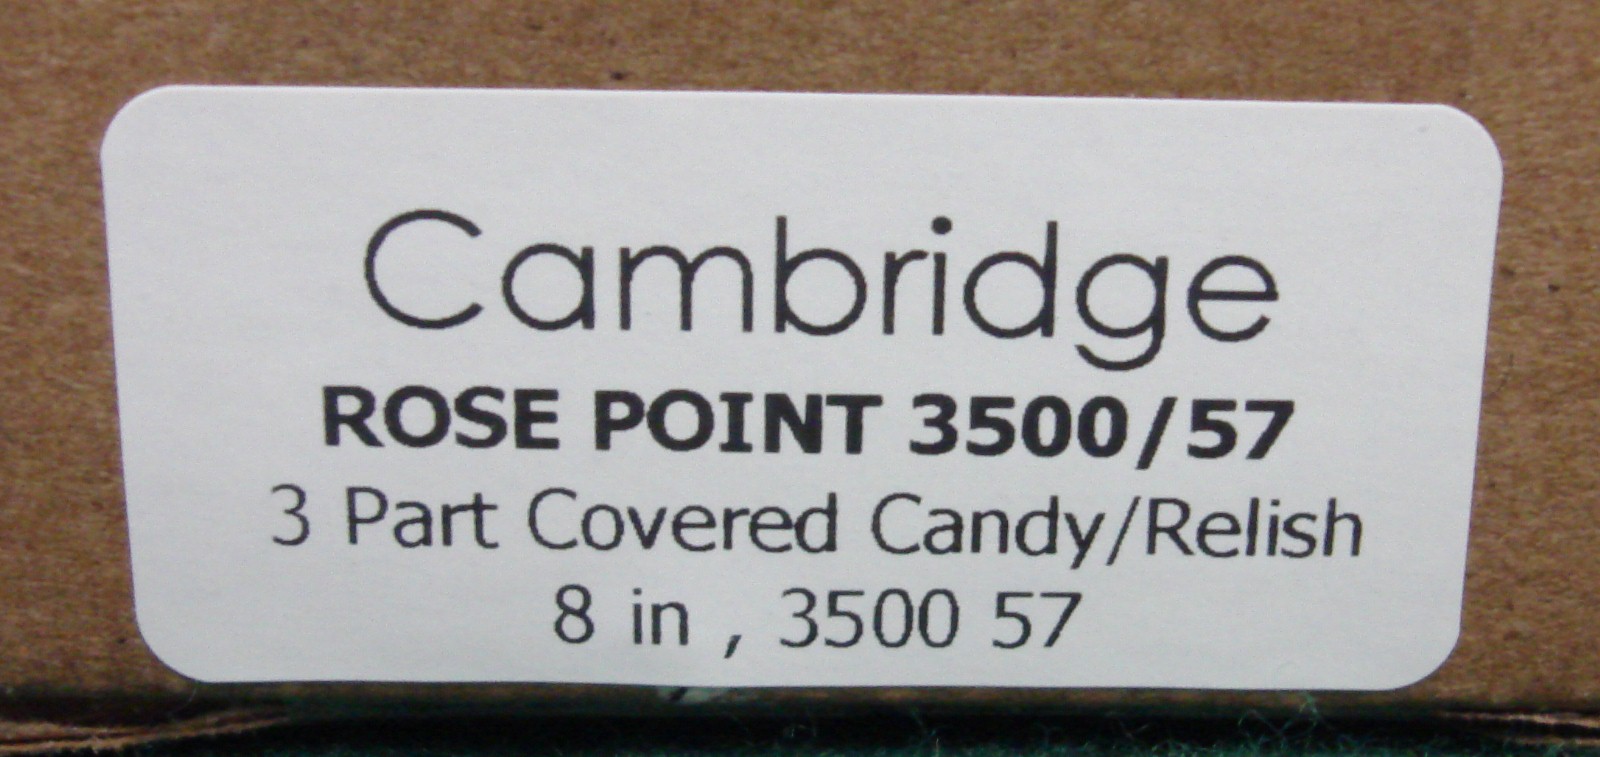 Cambridge
ROSE POINT 3500/57
3 Part Covered Candy/Relish
8 in , 3500 57